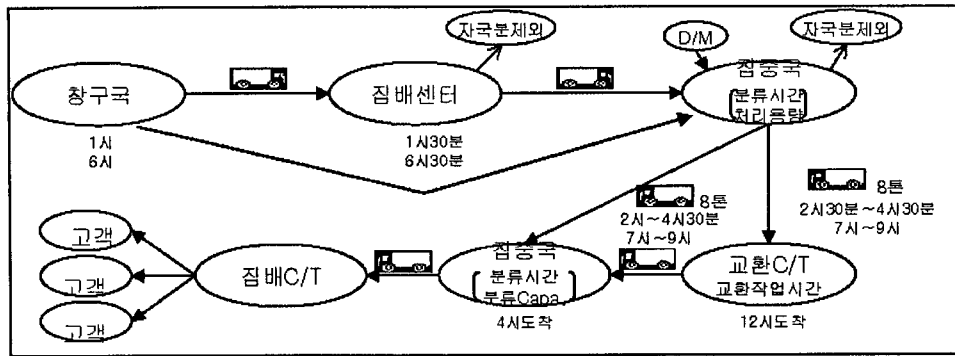 자국분제외
D/M
자국분제외
창구국
집배센터
집중국
분류시간
처리용량
1시
6시
1시30분
6시30분
8톤
2시~4시30분
7시~9시
8톤
2시30분~4시30분
7시~9시
고객
고객
고객
집배C/T
집중국
분류시간
분류Capa
4시도착
교환C/T
교환작업시간
12시도착